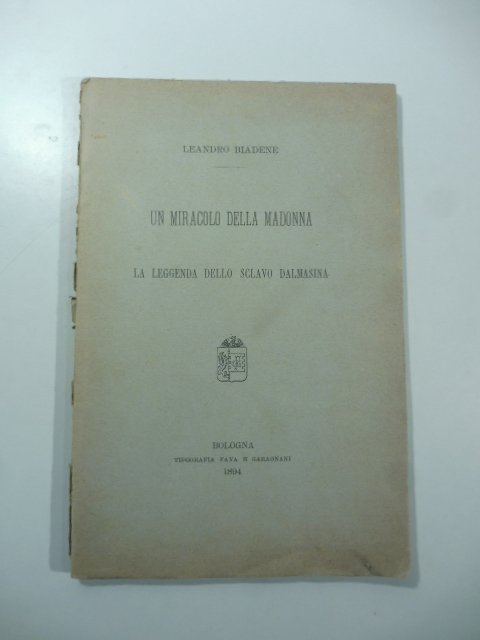 LEANDRO BIADENE
UN MIRACOLO DELLA MADONNA
LA LEGGENDA DELLO SCLAVO DALMASINA
BOLOGNA
TIPOGRAFIA FAVA E GARAGNANI
1894